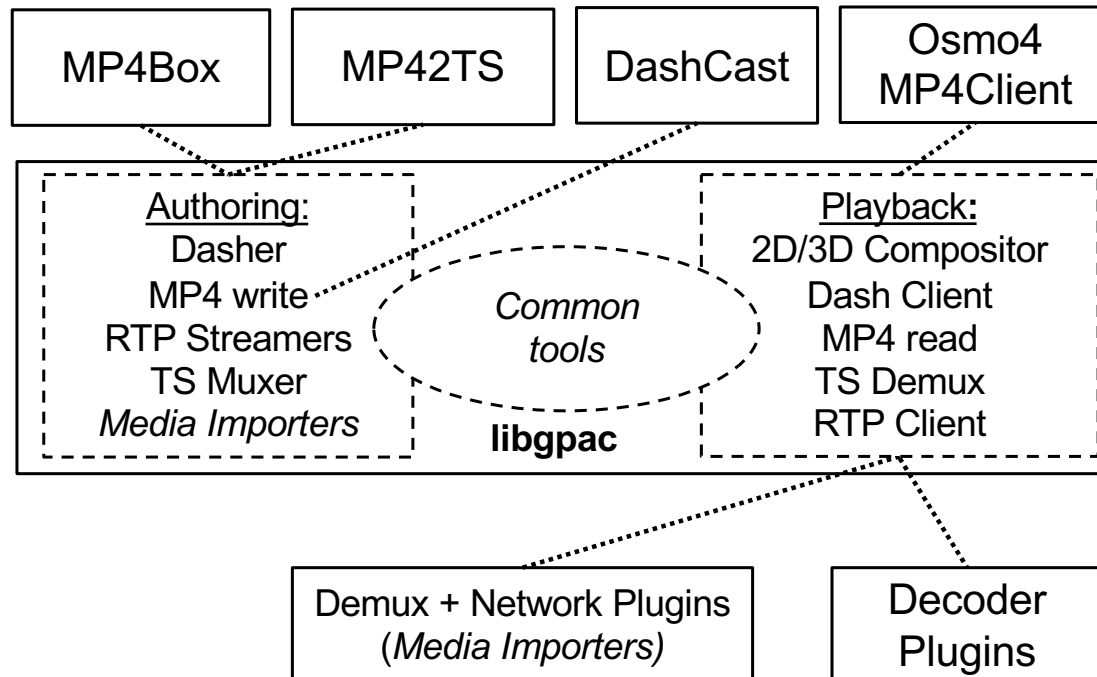 MP4Box
MP42TS
DashCast
Osmo4
MP4Client
Authoring:
Dasher
MP4 write
RTP Streamers
TS Muxer
Media Importers
Common
tools
libgpac
Playback:
2D/3D Compositor
Dash Client
MP4 read
TS Demux
RTP Client
Demux + Network Plugins
(Media Importers)
Decoder
Plugins